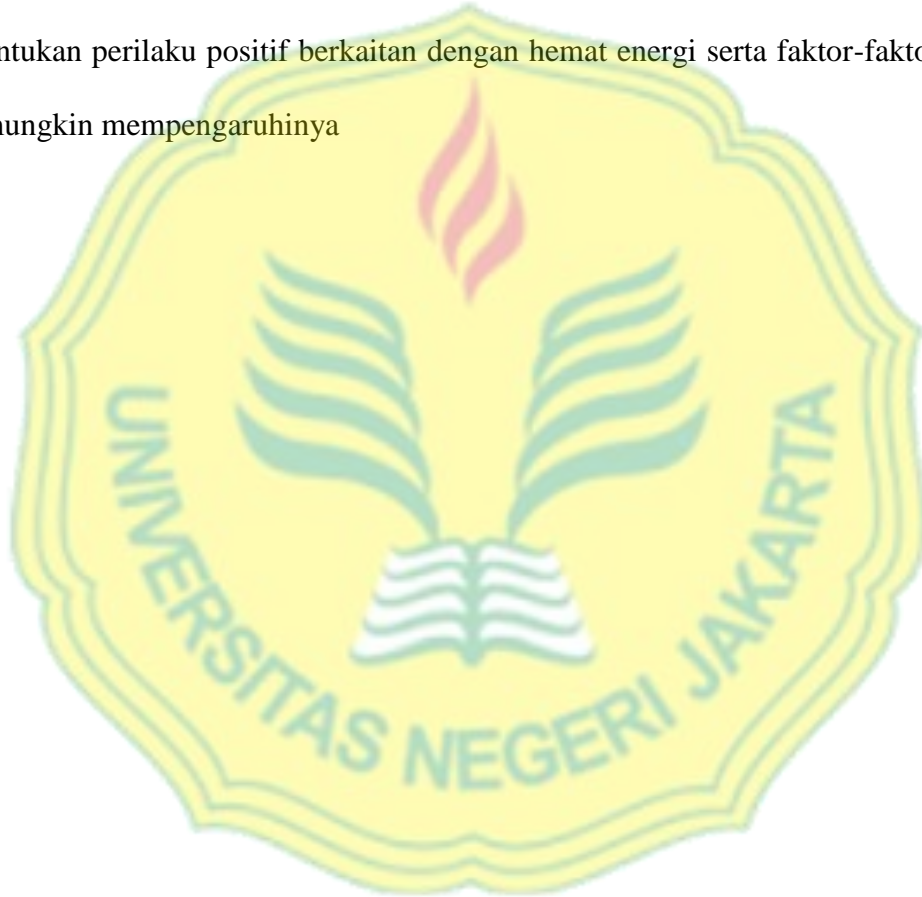 ntukan perilaku positif berkaitan dengan hemat energi serta faktor-fakto
nungkin mempengaruhinya
UNIVERSITAS NEGERI JAKARTA